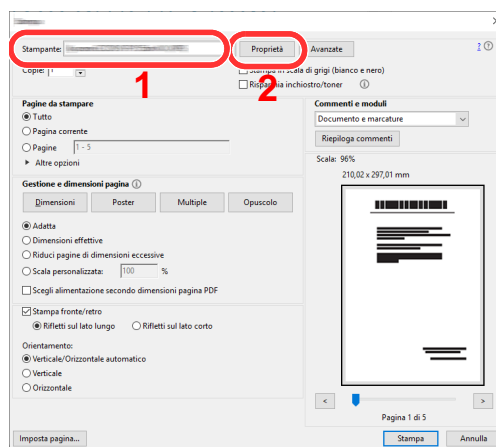 Stampante:
Proprietà
Avanzate
?
Copie:
1
2
Stampa in scala di grigi (bianco e nero)
Risparmia inchiostro/toner
Pagine da stampare
Tutto
Pagina corrente
Pagine 1 - 5
Altre opzioni
Commenti e moduli
Documento e marcature
Riepiloga commenti
Scala: 96%
210,02 x 297,01 mm
Gestione e dimensioni pagina
Dimensioni
Poster
Multiple
Opuscolo
Adatta
Dimensioni effettive
Riduci pagine di dimensioni eccessive
Scala personalizzata: 100 %
Scegli alimentazione secondo dimensioni pagina PDF
Stampa fronte/retro
Rifletti sul lato lungo
Rifletti sul lato corto
Orientamento:
Verticale/Orizzontale automatico
Verticale
Orizzontale
<
>
Pagina 1 di 5
Imposta pagina...
Stampa
Annulla